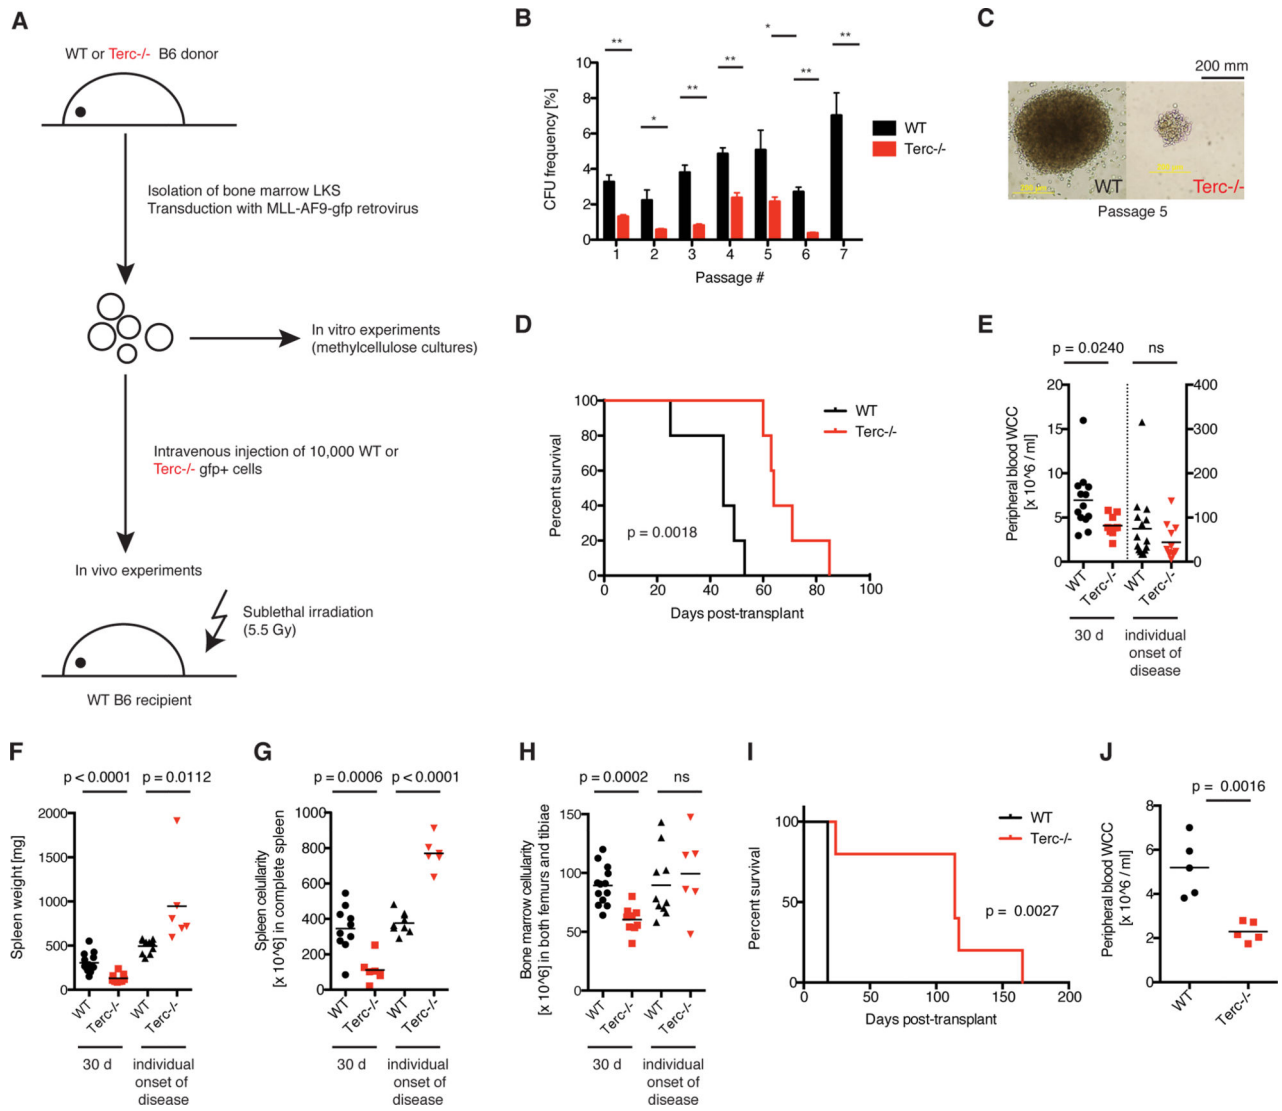 A
WT or Terc-/- B6 donor
Isolation of bone marrow LKS
Transduction with MLL-AF9-gfp retrovirus
In vitro experiments
(methylcellulose cultures)
Intravenous injection of 10,000 WT or
Terc-/- gfp+ cells
In vivo experiments
Sublethal irradiation
(5.5 Gy)
WT B6 recipient
B
CFU frequency [%]
10
8
6
4
2
0
** * ** ** * ** **
1 2 3 4 5 6 7
Passage #
WT
Terc-/-
C
200 mm
WT
Terc-/-
Passage 5
D
Percent survival
100
80
60
40
20
0
p = 0.0018
0 20 40 60 80 100
Days post-transplant
WT
Terc-/-
E
p = 0.0240 ns
Peripheral blood WCC
[x 10^6 / ml]
20
15
10
5
0
400
300
200
100
0
WT Terc-/- WT Terc-/-
30 d
individual
onset of
disease
F
p < 0.0001 p = 0.0112
Spleen weight [mg]
2000
1500
1000
500
0
WT Terc-/- WT Terc-/-
30 d
individual
onset of
disease
G
p = 0.0006 p < 0.0001
Spleen celullarity
[x 10^6] in complete spleen
1000
800
600
400
200
0
WT Terc-/- WT Terc-/-
30 d
individual
onset of
disease
H
p = 0.0002 ns
Bone marrow cellularity
[x 10^6] in both femurs and tibiae
150
100
50
0
WT Terc-/- WT Terc-/-
30 d
individual
onset of
disease
I
Percent survival
100
50
0
WT
Terc-/-
p = 0.0027
0 50 100 150 200
Days post-transplant
J
p = 0.0016
Peripheral blood WCC
[x 10^6 / ml]
8
6
4
2
0
WT Terc-/-